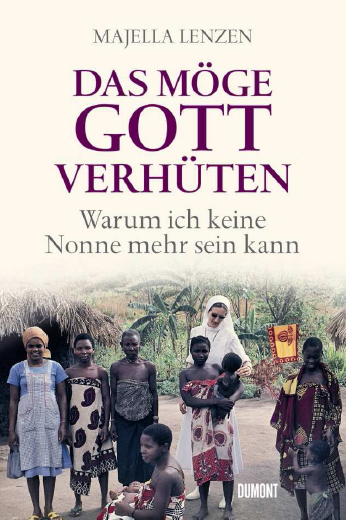 MAJELLA LENZEN
DAS MÖGE
GOTT
VERHÜTEN
Warum ich keine
Nonne mehr sein kann
DUMONT